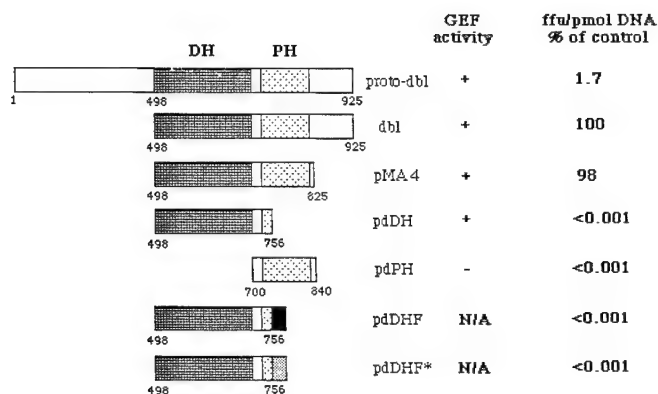 GEF activity ffu/pmol DNA % of control
DH PH
proto-dbl + 1.7
1 498 925
dbl + 100
498 925
pMA4 + 98
498 825
pdDH + <0.001
498 756
pdPH - <0.001
700 840
pdDHF N/A <0.001
498 756
pdDHF* N/A <0.001
498 756